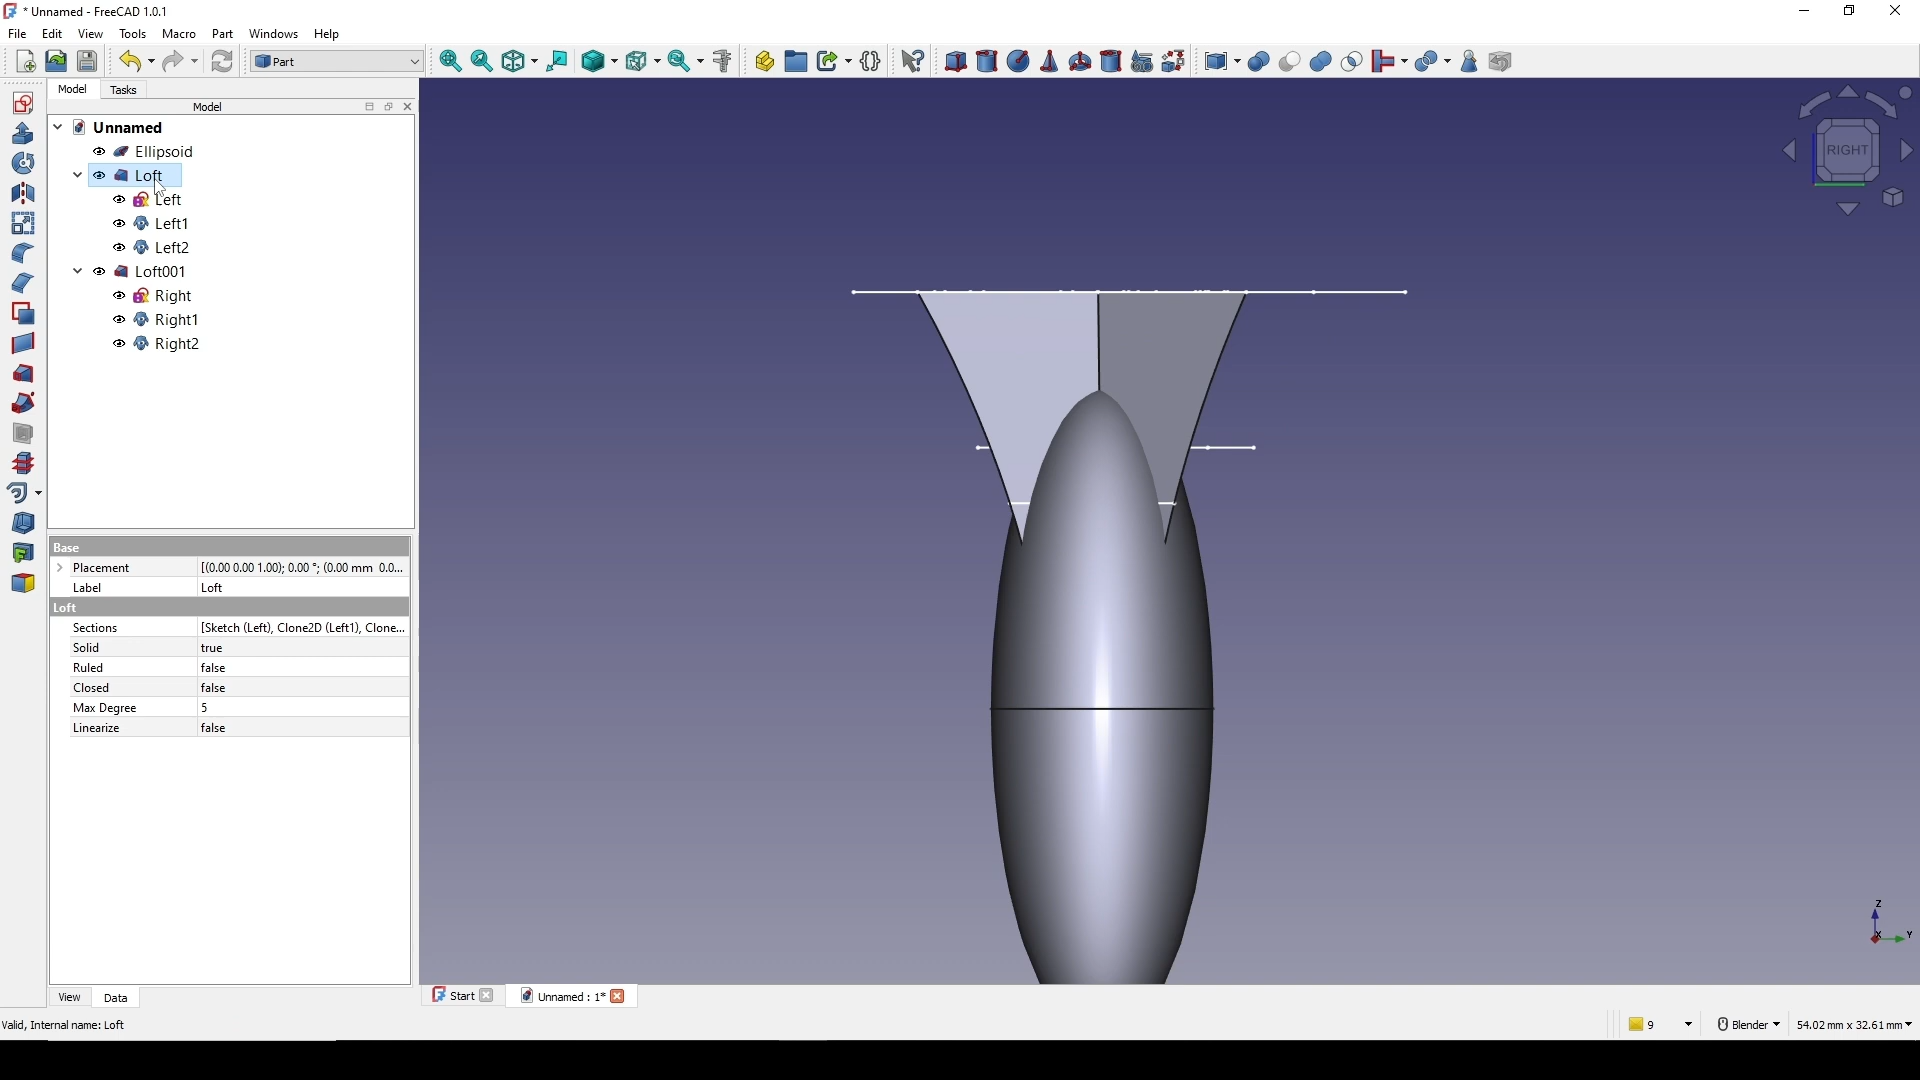 * Unnamed - FreeCAD 1.0.1
File Edit View Tools Macro Part Windows Help
Part
Model Tasks
Model
Unnamed
Ellipsoid
Loft
Left
Left1
Left2
Loft001
Right
Right1
Right2
RIGHT
Base
Placement [(0.00 0.00 1.00); 0.00 °; (0.00 mm 0.0...
Label Loft
Loft
Sections [Sketch (Left), Clone2D (Left1), Clone...
Solid true
Ruled false
Closed false
Max Degree 5
Linearize false
Z
X Y
View Data
Start Unnamed : 1*
Valid, Internal name: Loft
9 Blender 54.02 mm x 32.61 mm